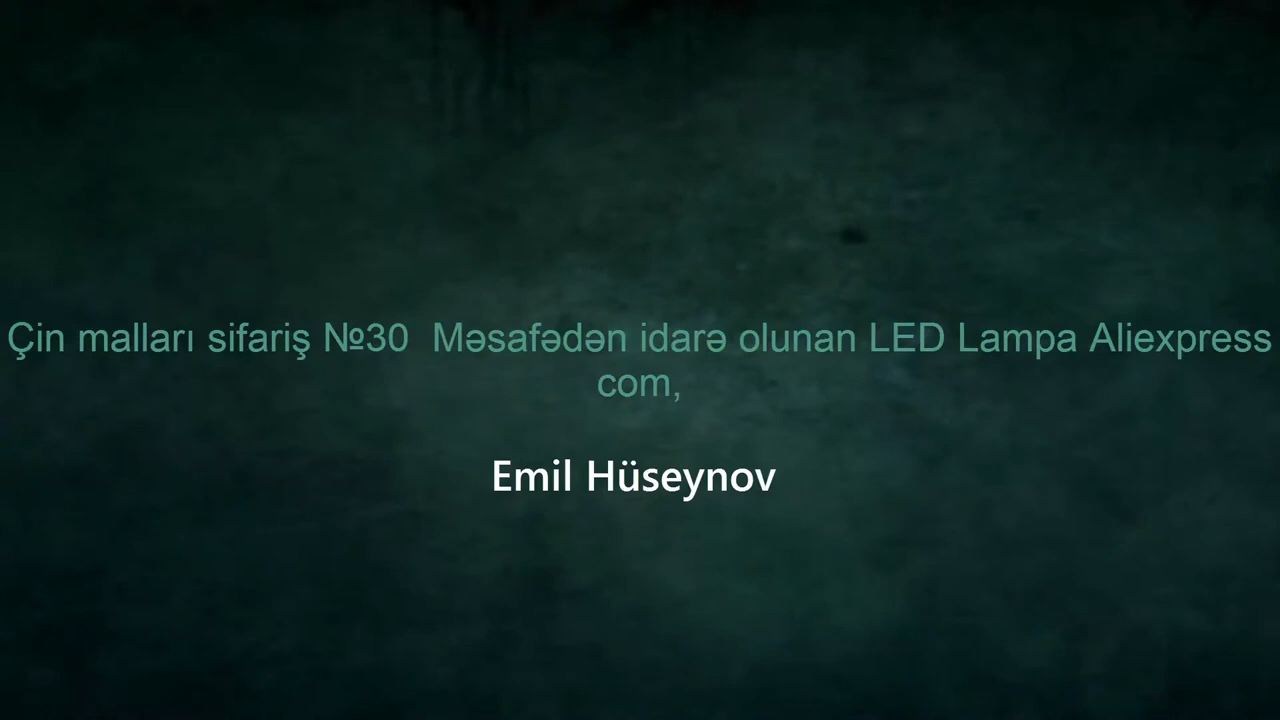 Çin malları sifariş №30  Məsafədən idarə olunan LED Lampa Aliexpress
com,
Emil Hüseynov